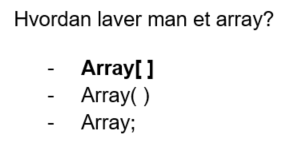 Hvordan laver man et array?
- Array[ ]
- Array( )
- Array;